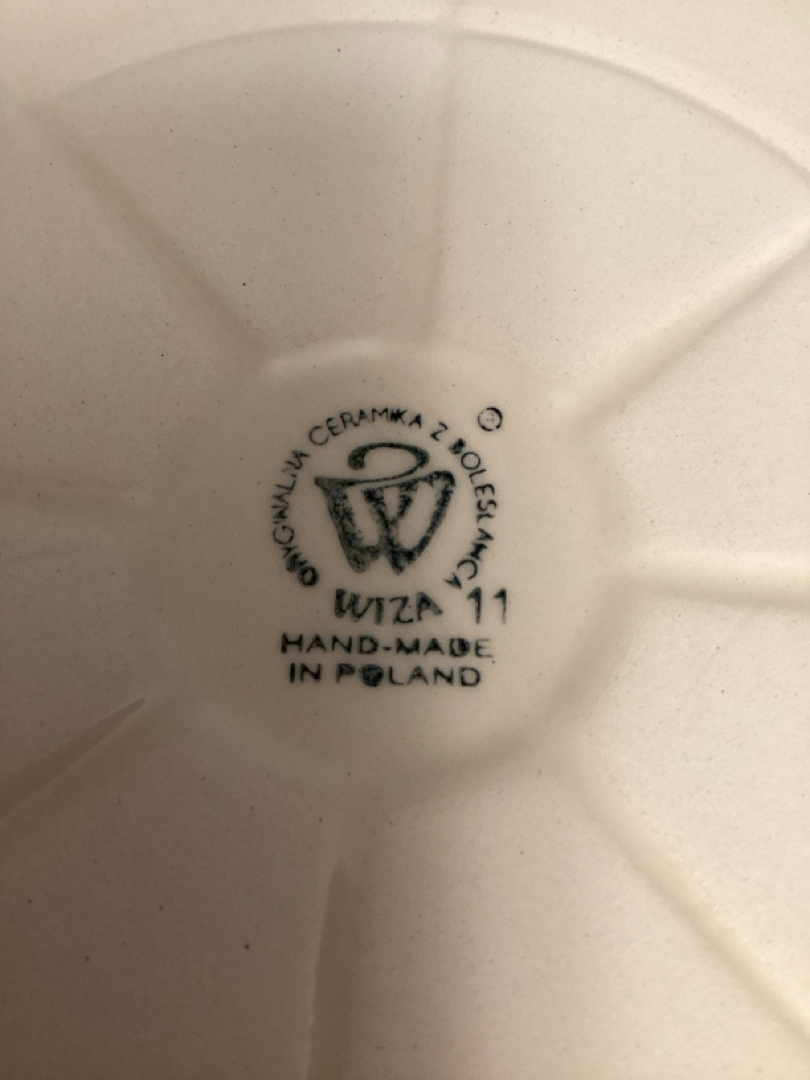 ORYGINALNA CERAMIKA Z BOLESŁAWCA
WIZA 11
HAND-MADE
IN POLAND